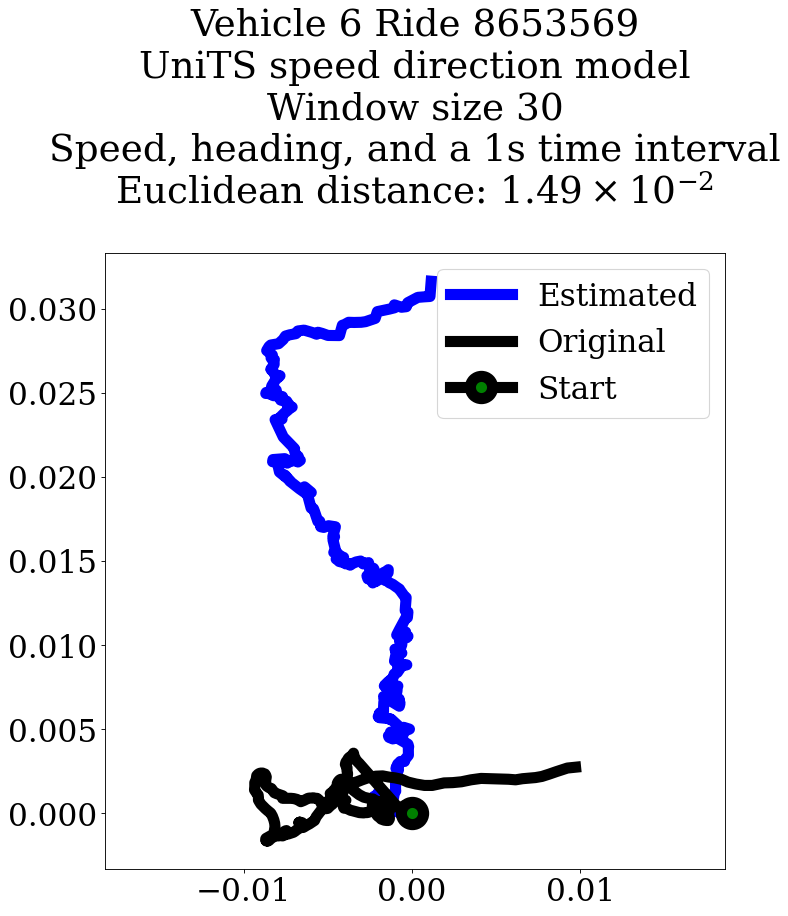 Vehicle 6 Ride 8653569
UniTS speed direction model
Window size 30
Speed, heading, and a 1s time interval
Euclidean distance: 1.49 × 10⁻²
Estimated
Original
Start
0.030
0.025
0.020
0.015
0.010
0.005
0.000
−0.01 0.00 0.01